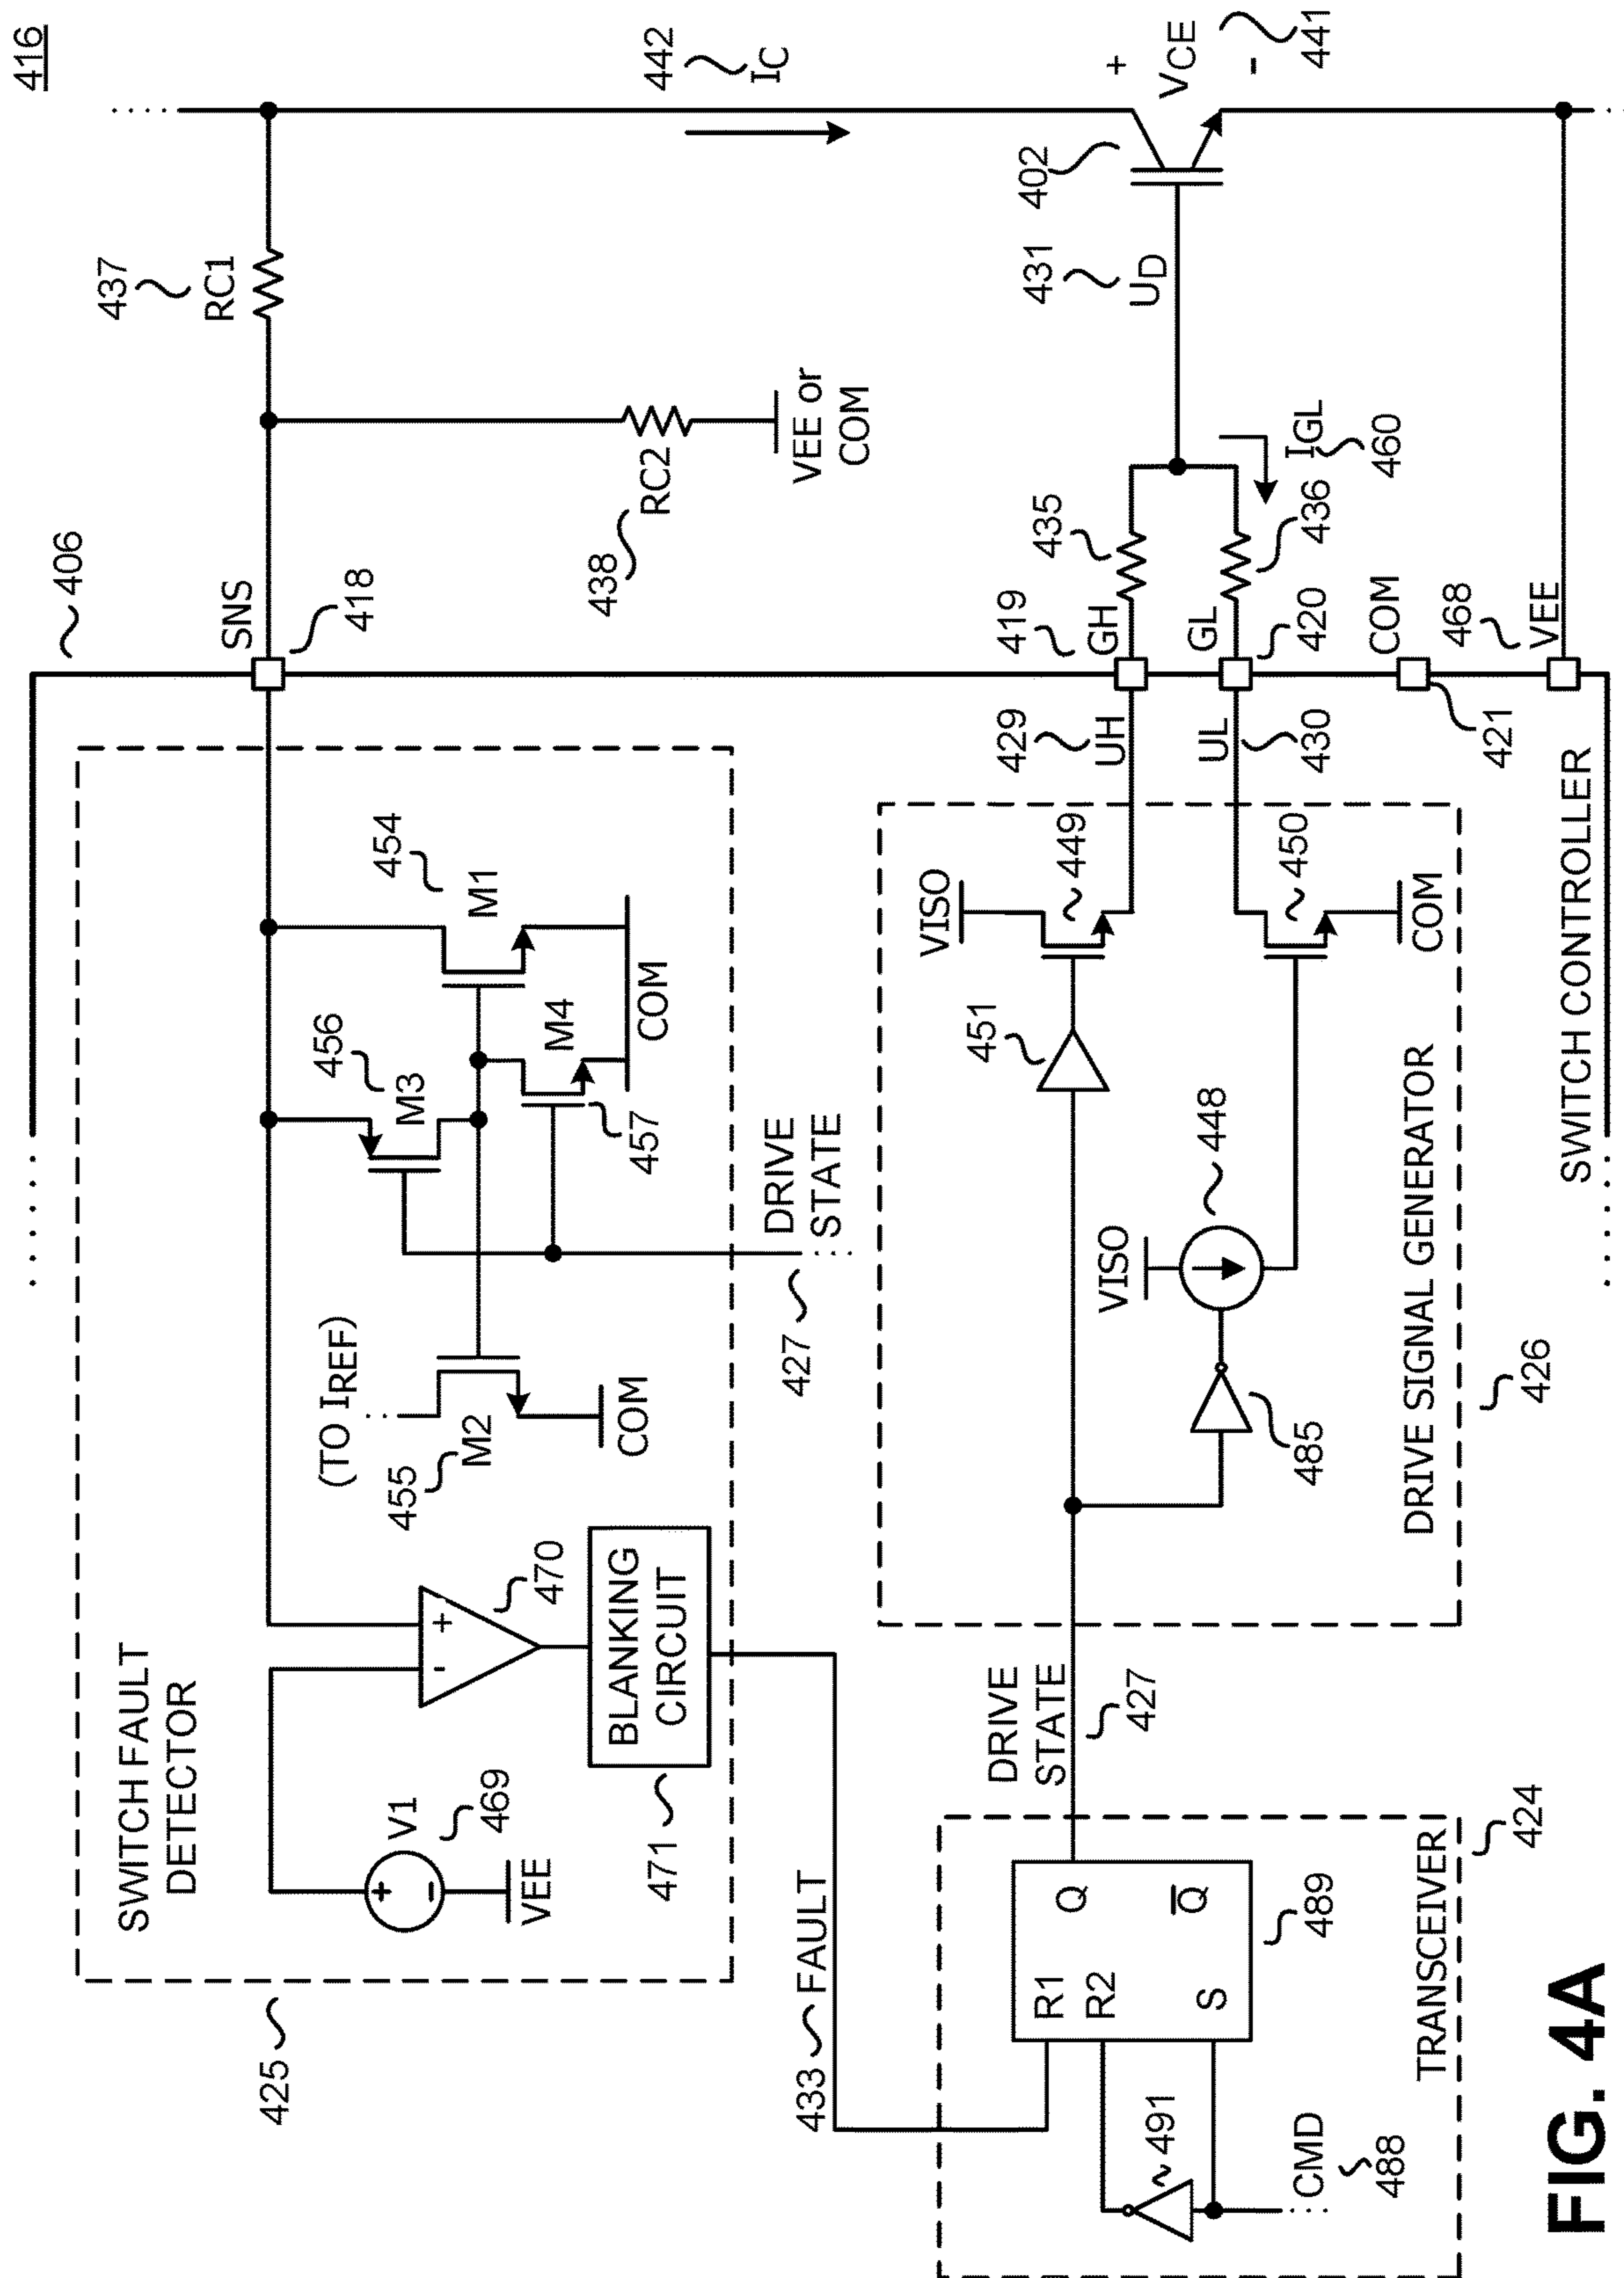 416
406
437
RC1
442
IC
SNS
418
438
RC2
VEE or
COM
SWITCH FAULT
DETECTOR
425
V1
469
VEE
+
-
-
+
470
BLANKING
CIRCUIT
471
(TO IREF)
455
M2
COM
456
M3
454
M1
M4
457
COM
DRIVE
STATE
427
433
FAULT
431
UD
402
+
VCE
-
441
435
436
IGL
460
419
GH
GL
420
COM
421
468
VEE
429
UH
UL
430
VISO
449
450
COM
451
448
VISO
485
DRIVE SIGNAL GENERATOR
426
SWITCH CONTROLLER
DRIVE
STATE
427
R1
R2
S
Q
Q̅
489
491
CMD
488
TRANSCEIVER
424
FIG. 4A